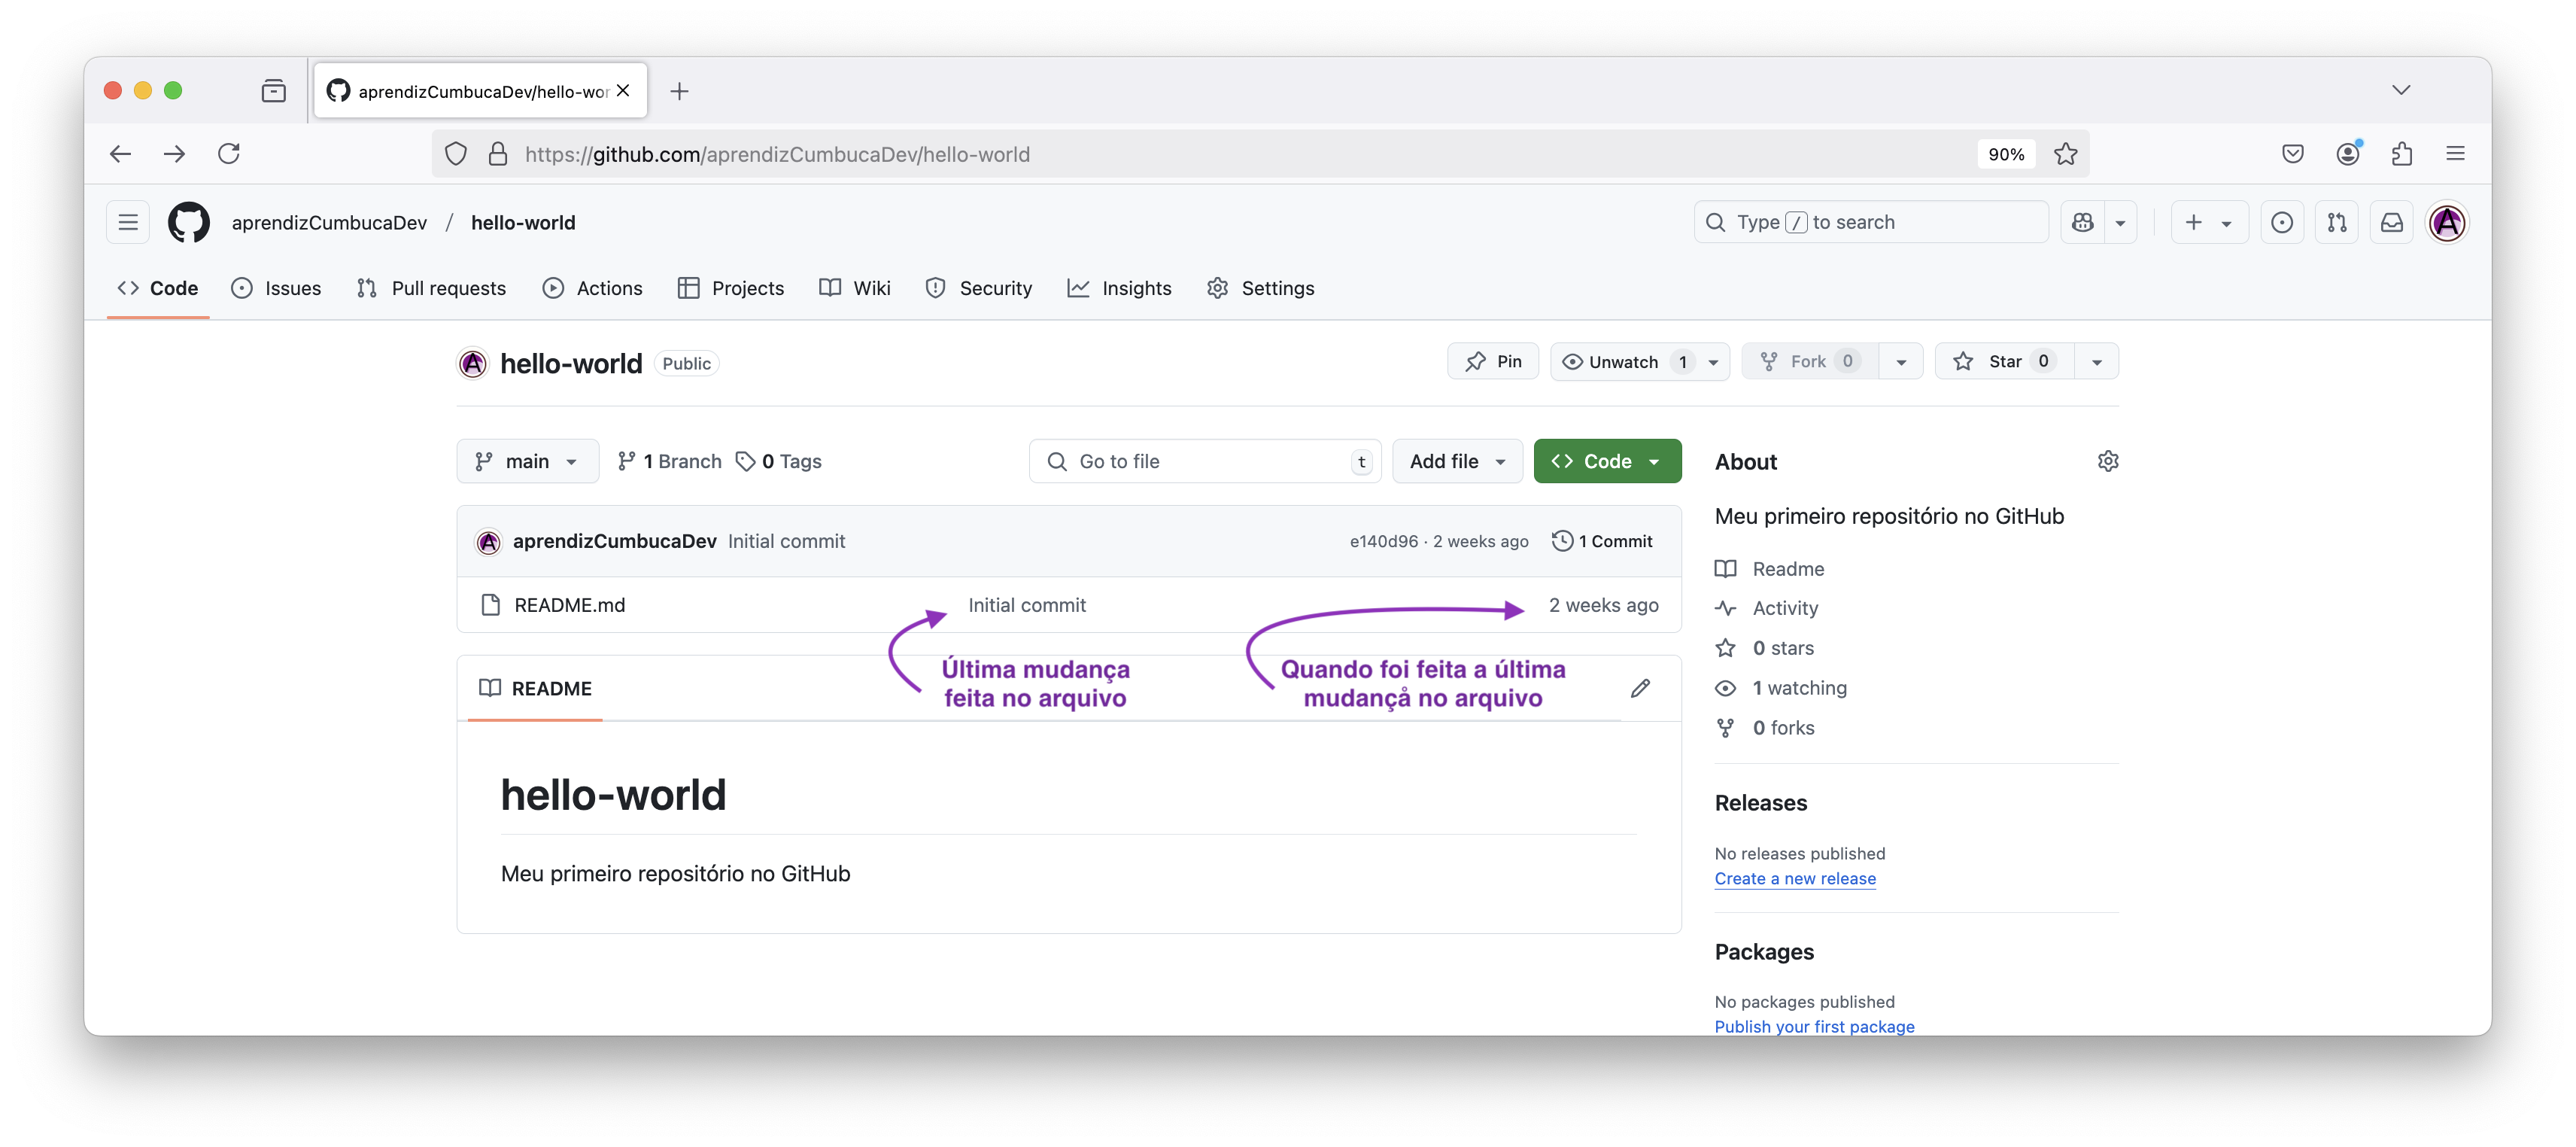 aprendizCumbucaDev/hello-wor
https://github.com/aprendizCumbucaDev/hello-world
90%
aprendizCumbucaDev / hello-world
Type / to search
Code Issues Pull requests Actions Projects Wiki Security Insights Settings
hello-world Public
Pin Unwatch 1 Fork 0 Star 0
main 1 Branch 0 Tags Go to file t Add file Code
aprendizCumbucaDev Initial commit e140d96 · 2 weeks ago 1 Commit
README.md Initial commit 2 weeks ago
Última mudança
feita no arquivo
Quando foi feita a última
mudançå no arquivo
README
hello-world
Meu primeiro repositório no GitHub
About
Meu primeiro repositório no GitHub
Readme
Activity
0 stars
1 watching
0 forks
Releases
No releases published
Create a new release
Packages
No packages published
Publish your first package